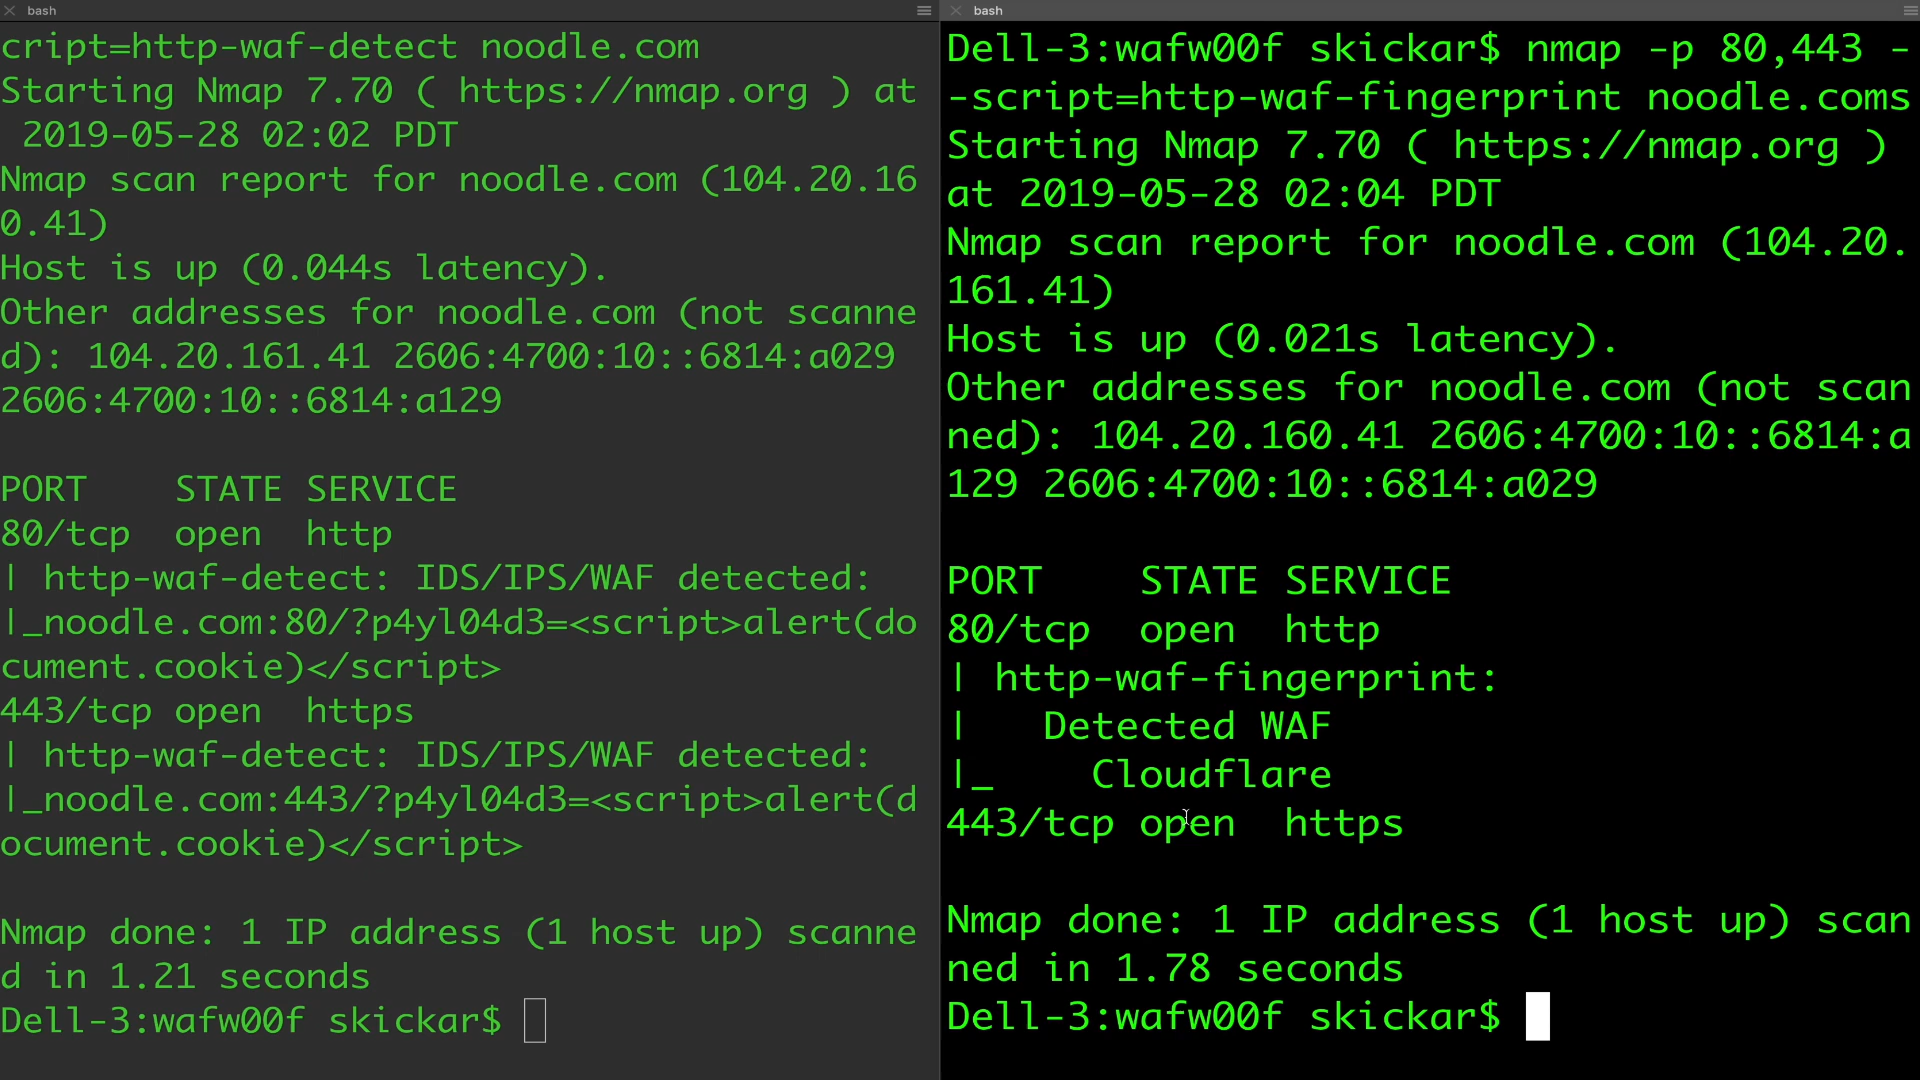 bash
cript=http-waf-detect noodle.com
Starting Nmap 7.70 ( https://nmap.org ) at
 2019-05-28 02:02 PDT
Nmap scan report for noodle.com (104.20.16
0.41)
Host is up (0.044s latency).
Other addresses for noodle.com (not scanne
d): 104.20.161.41 2606:4700:10::6814:a029
2606:4700:10::6814:a129
PORT    STATE SERVICE
80/tcp  open  http
| http-waf-detect: IDS/IPS/WAF detected:
|_noodle.com:80/?p4yl04d3=<script>alert(do
cument.cookie)</script>
443/tcp open  https
| http-waf-detect: IDS/IPS/WAF detected:
|_noodle.com:443/?p4yl04d3=<script>alert(d
ocument.cookie)</script>
Nmap done: 1 IP address (1 host up) scanne
d in 1.21 seconds
Dell-3:wafw00f skickar$
bash
Dell-3:wafw00f skickar$ nmap -p 80,443 -
-script=http-waf-fingerprint noodle.coms
Starting Nmap 7.70 ( https://nmap.org )
at 2019-05-28 02:04 PDT
Nmap scan report for noodle.com (104.20.
161.41)
Host is up (0.021s latency).
Other addresses for noodle.com (not scan
ned): 104.20.160.41 2606:4700:10::6814:a
129 2606:4700:10::6814:a029
PORT    STATE SERVICE
80/tcp  open  http
| http-waf-fingerprint:
|   Detected WAF
|_    Cloudflare
443/tcp open  https
Nmap done: 1 IP address (1 host up) scan
ned in 1.78 seconds
Dell-3:wafw00f skickar$